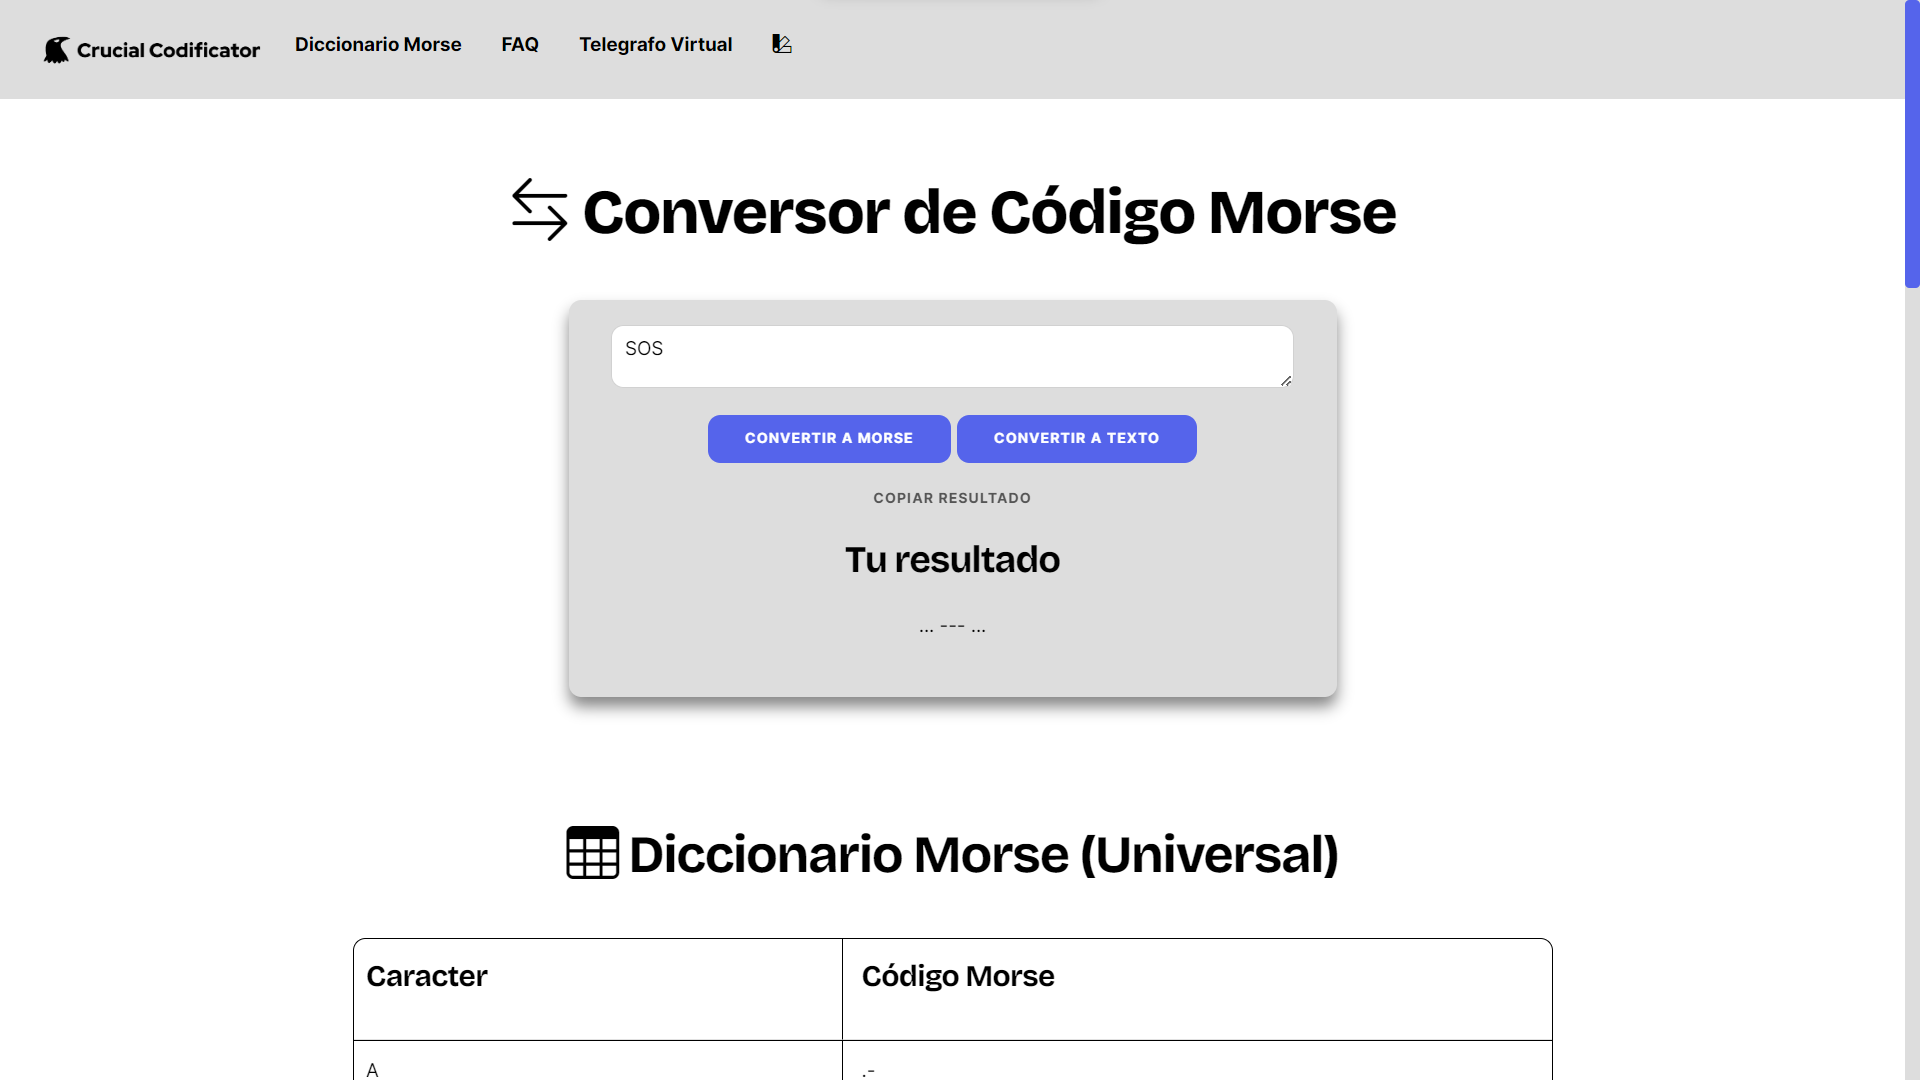 Crucial Codificator
Diccionario Morse
FAQ
Telegrafo Virtual
Conversor de Código Morse
SOS
CONVERTIR A MORSE
CONVERTIR A TEXTO
COPIAR RESULTADO
Tu resultado
... --- ...
Diccionario Morse (Universal)
Caracter
Código Morse
A
.-